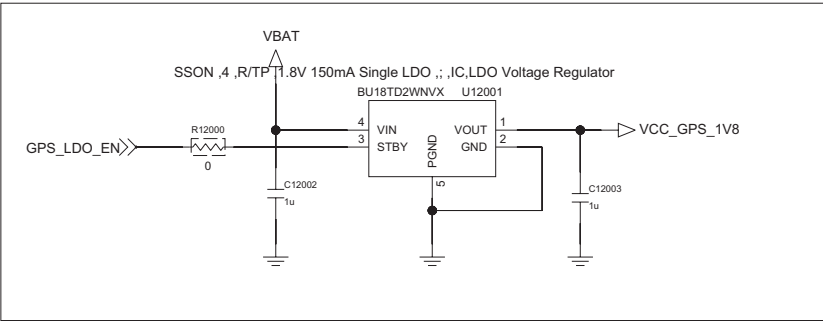 VBAT
SSON ,4 ,R/TP ,1.8V 150mA Single LDO ,; ,IC,LDO Voltage Regulator
BU18TD2WNVX U12001
R12000
4 VIN VOUT 1
VCC_GPS_1V8
GPS_LDO_EN
3 STBY GND 2
PGND
0
5
C12002
1u
C12003
1u